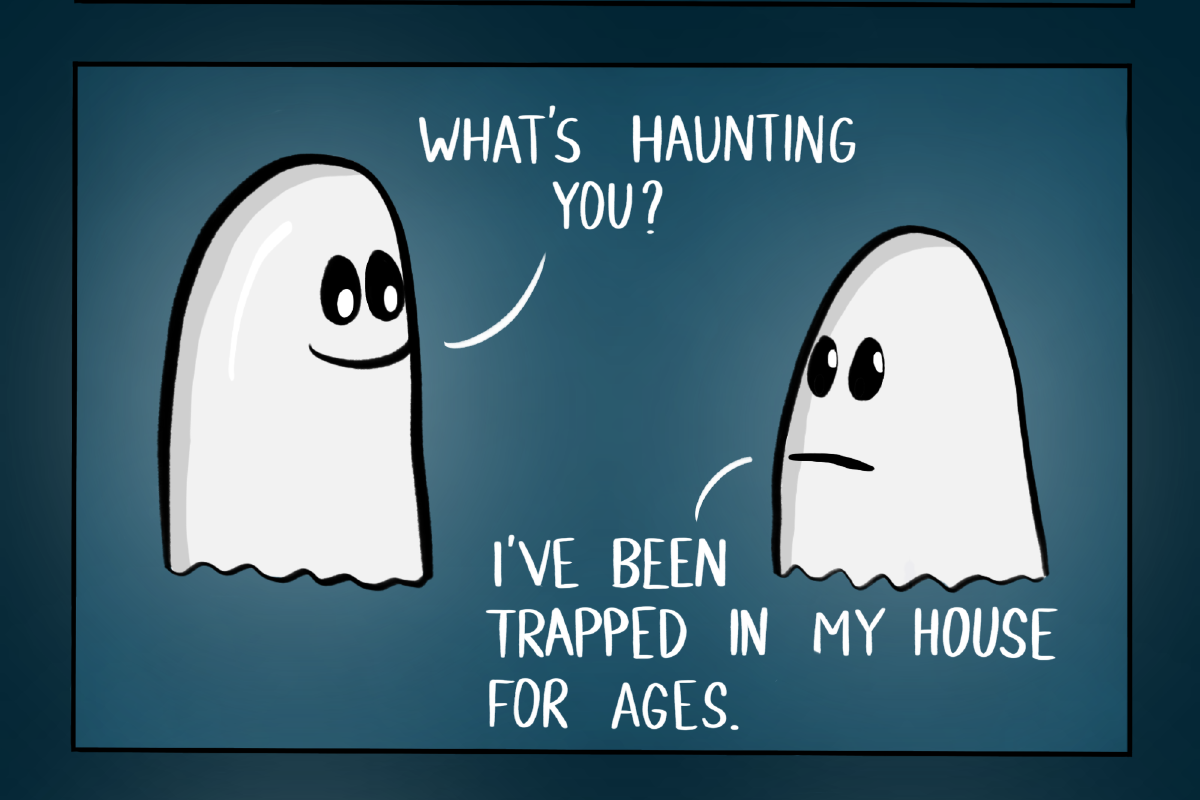 WHAT'S HAUNTING
YOU?
I'VE BEEN
TRAPPED IN MY HOUSE
FOR AGES.